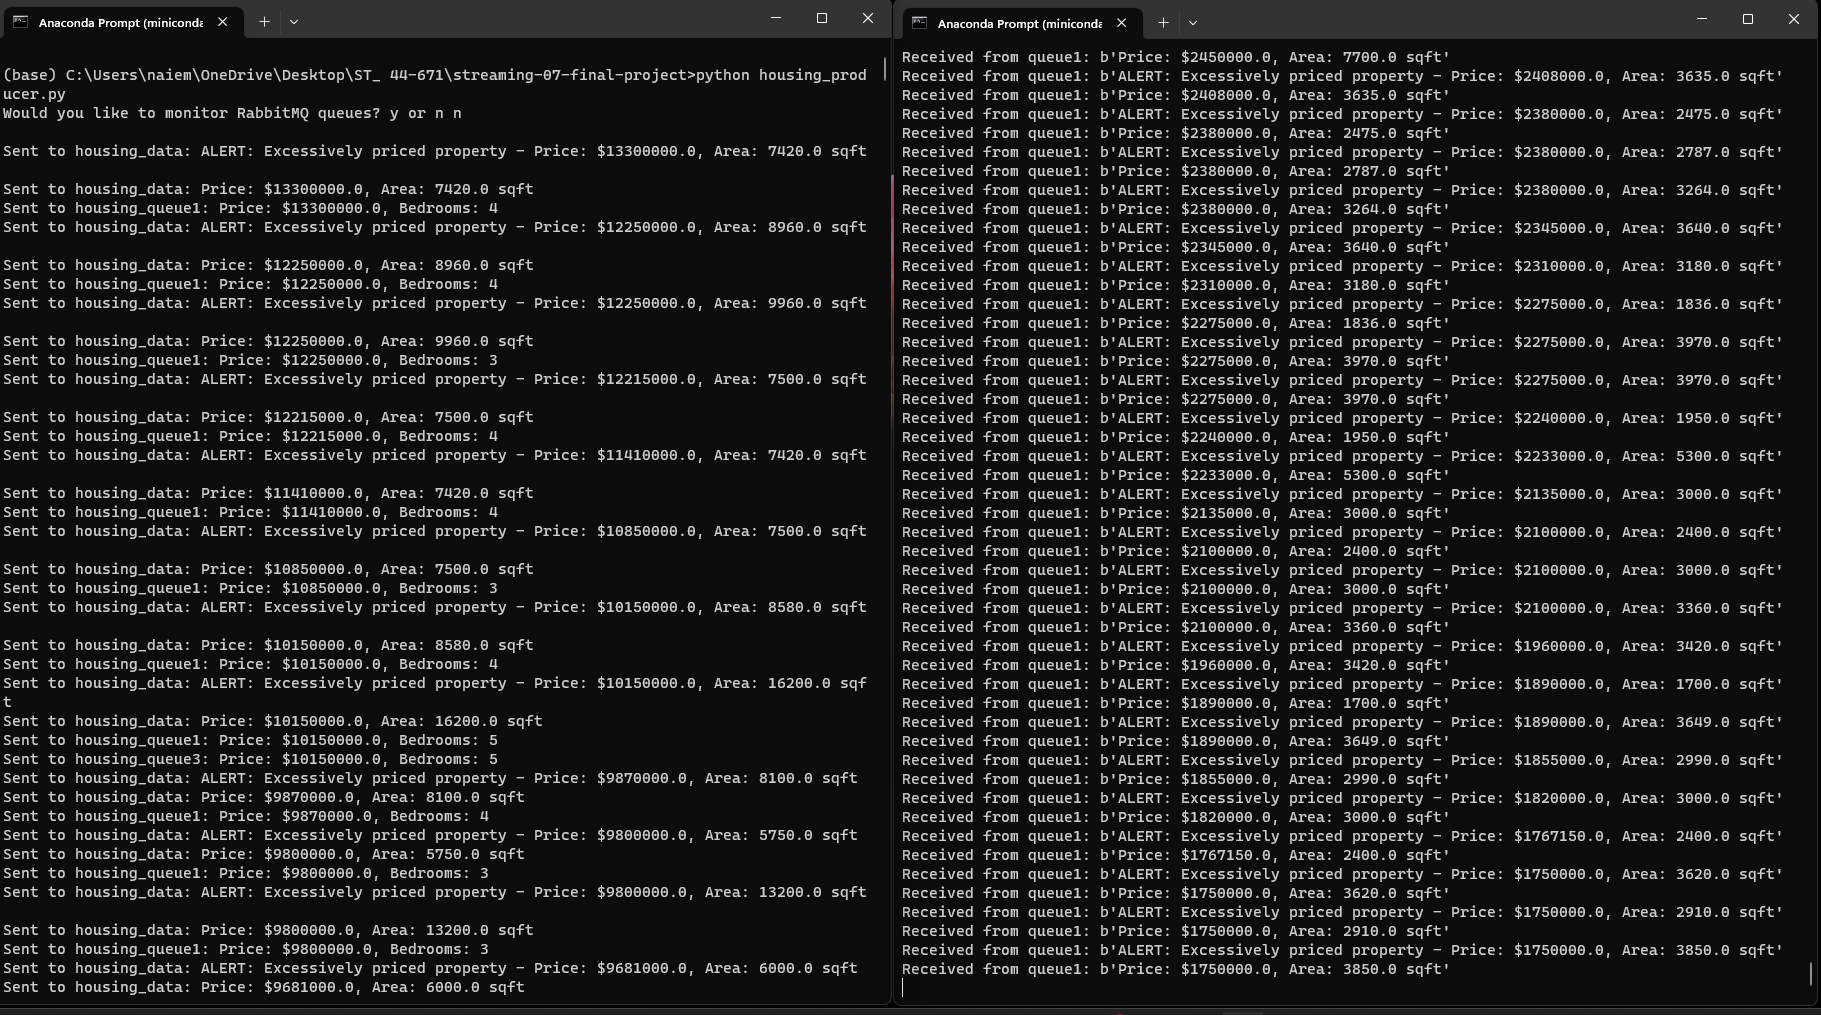 Anaconda Prompt (miniconda
(base) C:\Users\naiem\OneDrive\Desktop\ST_ 44-671\streaming-07-final-project>python housing_prod
ucer.py
Would you like to monitor RabbitMQ queues? y or n n
Sent to housing_data: ALERT: Excessively priced property - Price: $13300000.0, Area: 7420.0 sqft
Sent to housing_data: Price: $13300000.0, Area: 7420.0 sqft
Sent to housing_queue1: Price: $13300000.0, Bedrooms: 4
Sent to housing_data: ALERT: Excessively priced property - Price: $12250000.0, Area: 8960.0 sqft
Sent to housing_data: Price: $12250000.0, Area: 8960.0 sqft
Sent to housing_queue1: Price: $12250000.0, Bedrooms: 4
Sent to housing_data: ALERT: Excessively priced property - Price: $12250000.0, Area: 9960.0 sqft
Sent to housing_data: Price: $12250000.0, Area: 9960.0 sqft
Sent to housing_queue1: Price: $12250000.0, Bedrooms: 3
Sent to housing_data: ALERT: Excessively priced property - Price: $12215000.0, Area: 7500.0 sqft
Sent to housing_data: Price: $12215000.0, Area: 7500.0 sqft
Sent to housing_queue1: Price: $12215000.0, Bedrooms: 4
Sent to housing_data: ALERT: Excessively priced property - Price: $11410000.0, Area: 7420.0 sqft
Sent to housing_data: Price: $11410000.0, Area: 7420.0 sqft
Sent to housing_queue1: Price: $11410000.0, Bedrooms: 4
Sent to housing_data: ALERT: Excessively priced property - Price: $10850000.0, Area: 7500.0 sqft
Sent to housing_data: Price: $10850000.0, Area: 7500.0 sqft
Sent to housing_queue1: Price: $10850000.0, Bedrooms: 3
Sent to housing_data: ALERT: Excessively priced property - Price: $10150000.0, Area: 8580.0 sqft
Sent to housing_data: Price: $10150000.0, Area: 8580.0 sqft
Sent to housing_queue1: Price: $10150000.0, Bedrooms: 4
Sent to housing_data: ALERT: Excessively priced property - Price: $10150000.0, Area: 16200.0 sqf
t
Sent to housing_data: Price: $10150000.0, Area: 16200.0 sqft
Sent to housing_queue1: Price: $10150000.0, Bedrooms: 5
Sent to housing_queue3: Price: $10150000.0, Bedrooms: 5
Sent to housing_data: ALERT: Excessively priced property - Price: $9870000.0, Area: 8100.0 sqft
Sent to housing_data: Price: $9870000.0, Area: 8100.0 sqft
Sent to housing_queue1: Price: $9870000.0, Bedrooms: 4
Sent to housing_data: ALERT: Excessively priced property - Price: $9800000.0, Area: 5750.0 sqft
Sent to housing_data: Price: $9800000.0, Area: 5750.0 sqft
Sent to housing_queue1: Price: $9800000.0, Bedrooms: 3
Sent to housing_data: ALERT: Excessively priced property - Price: $9800000.0, Area: 13200.0 sqft
Sent to housing_data: Price: $9800000.0, Area: 13200.0 sqft
Sent to housing_queue1: Price: $9800000.0, Bedrooms: 3
Sent to housing_data: ALERT: Excessively priced property - Price: $9681000.0, Area: 6000.0 sqft
Sent to housing_data: Price: $9681000.0, Area: 6000.0 sqft
Anaconda Prompt (miniconda
Received from queue1: b'Price: $2450000.0, Area: 7700.0 sqft'
Received from queue1: b'ALERT: Excessively priced property - Price: $2408000.0, Area: 3635.0 sqft'
Received from queue1: b'Price: $2408000.0, Area: 3635.0 sqft'
Received from queue1: b'ALERT: Excessively priced property - Price: $2380000.0, Area: 2475.0 sqft'
Received from queue1: b'Price: $2380000.0, Area: 2475.0 sqft'
Received from queue1: b'ALERT: Excessively priced property - Price: $2380000.0, Area: 2787.0 sqft'
Received from queue1: b'Price: $2380000.0, Area: 2787.0 sqft'
Received from queue1: b'ALERT: Excessively priced property - Price: $2380000.0, Area: 3264.0 sqft'
Received from queue1: b'Price: $2380000.0, Area: 3264.0 sqft'
Received from queue1: b'ALERT: Excessively priced property - Price: $2345000.0, Area: 3640.0 sqft'
Received from queue1: b'Price: $2345000.0, Area: 3640.0 sqft'
Received from queue1: b'ALERT: Excessively priced property - Price: $2310000.0, Area: 3180.0 sqft'
Received from queue1: b'Price: $2310000.0, Area: 3180.0 sqft'
Received from queue1: b'ALERT: Excessively priced property - Price: $2275000.0, Area: 1836.0 sqft'
Received from queue1: b'Price: $2275000.0, Area: 1836.0 sqft'
Received from queue1: b'ALERT: Excessively priced property - Price: $2275000.0, Area: 3970.0 sqft'
Received from queue1: b'Price: $2275000.0, Area: 3970.0 sqft'
Received from queue1: b'ALERT: Excessively priced property - Price: $2275000.0, Area: 3970.0 sqft'
Received from queue1: b'Price: $2275000.0, Area: 3970.0 sqft'
Received from queue1: b'ALERT: Excessively priced property - Price: $2240000.0, Area: 1950.0 sqft'
Received from queue1: b'Price: $2240000.0, Area: 1950.0 sqft'
Received from queue1: b'ALERT: Excessively priced property - Price: $2233000.0, Area: 5300.0 sqft'
Received from queue1: b'Price: $2233000.0, Area: 5300.0 sqft'
Received from queue1: b'ALERT: Excessively priced property - Price: $2135000.0, Area: 3000.0 sqft'
Received from queue1: b'Price: $2135000.0, Area: 3000.0 sqft'
Received from queue1: b'ALERT: Excessively priced property - Price: $2100000.0, Area: 2400.0 sqft'
Received from queue1: b'Price: $2100000.0, Area: 2400.0 sqft'
Received from queue1: b'ALERT: Excessively priced property - Price: $2100000.0, Area: 3000.0 sqft'
Received from queue1: b'Price: $2100000.0, Area: 3000.0 sqft'
Received from queue1: b'ALERT: Excessively priced property - Price: $2100000.0, Area: 3360.0 sqft'
Received from queue1: b'Price: $2100000.0, Area: 3360.0 sqft'
Received from queue1: b'ALERT: Excessively priced property - Price: $1960000.0, Area: 3420.0 sqft'
Received from queue1: b'Price: $1960000.0, Area: 3420.0 sqft'
Received from queue1: b'ALERT: Excessively priced property - Price: $1890000.0, Area: 1700.0 sqft'
Received from queue1: b'Price: $1890000.0, Area: 1700.0 sqft'
Received from queue1: b'ALERT: Excessively priced property - Price: $1890000.0, Area: 3649.0 sqft'
Received from queue1: b'Price: $1890000.0, Area: 3649.0 sqft'
Received from queue1: b'ALERT: Excessively priced property - Price: $1855000.0, Area: 2990.0 sqft'
Received from queue1: b'Price: $1855000.0, Area: 2990.0 sqft'
Received from queue1: b'ALERT: Excessively priced property - Price: $1820000.0, Area: 3000.0 sqft'
Received from queue1: b'Price: $1820000.0, Area: 3000.0 sqft'
Received from queue1: b'ALERT: Excessively priced property - Price: $1767150.0, Area: 2400.0 sqft'
Received from queue1: b'Price: $1767150.0, Area: 2400.0 sqft'
Received from queue1: b'ALERT: Excessively priced property - Price: $1750000.0, Area: 3620.0 sqft'
Received from queue1: b'Price: $1750000.0, Area: 3620.0 sqft'
Received from queue1: b'ALERT: Excessively priced property - Price: $1750000.0, Area: 2910.0 sqft'
Received from queue1: b'Price: $1750000.0, Area: 2910.0 sqft'
Received from queue1: b'ALERT: Excessively priced property - Price: $1750000.0, Area: 3850.0 sqft'
Received from queue1: b'Price: $1750000.0, Area: 3850.0 sqft'